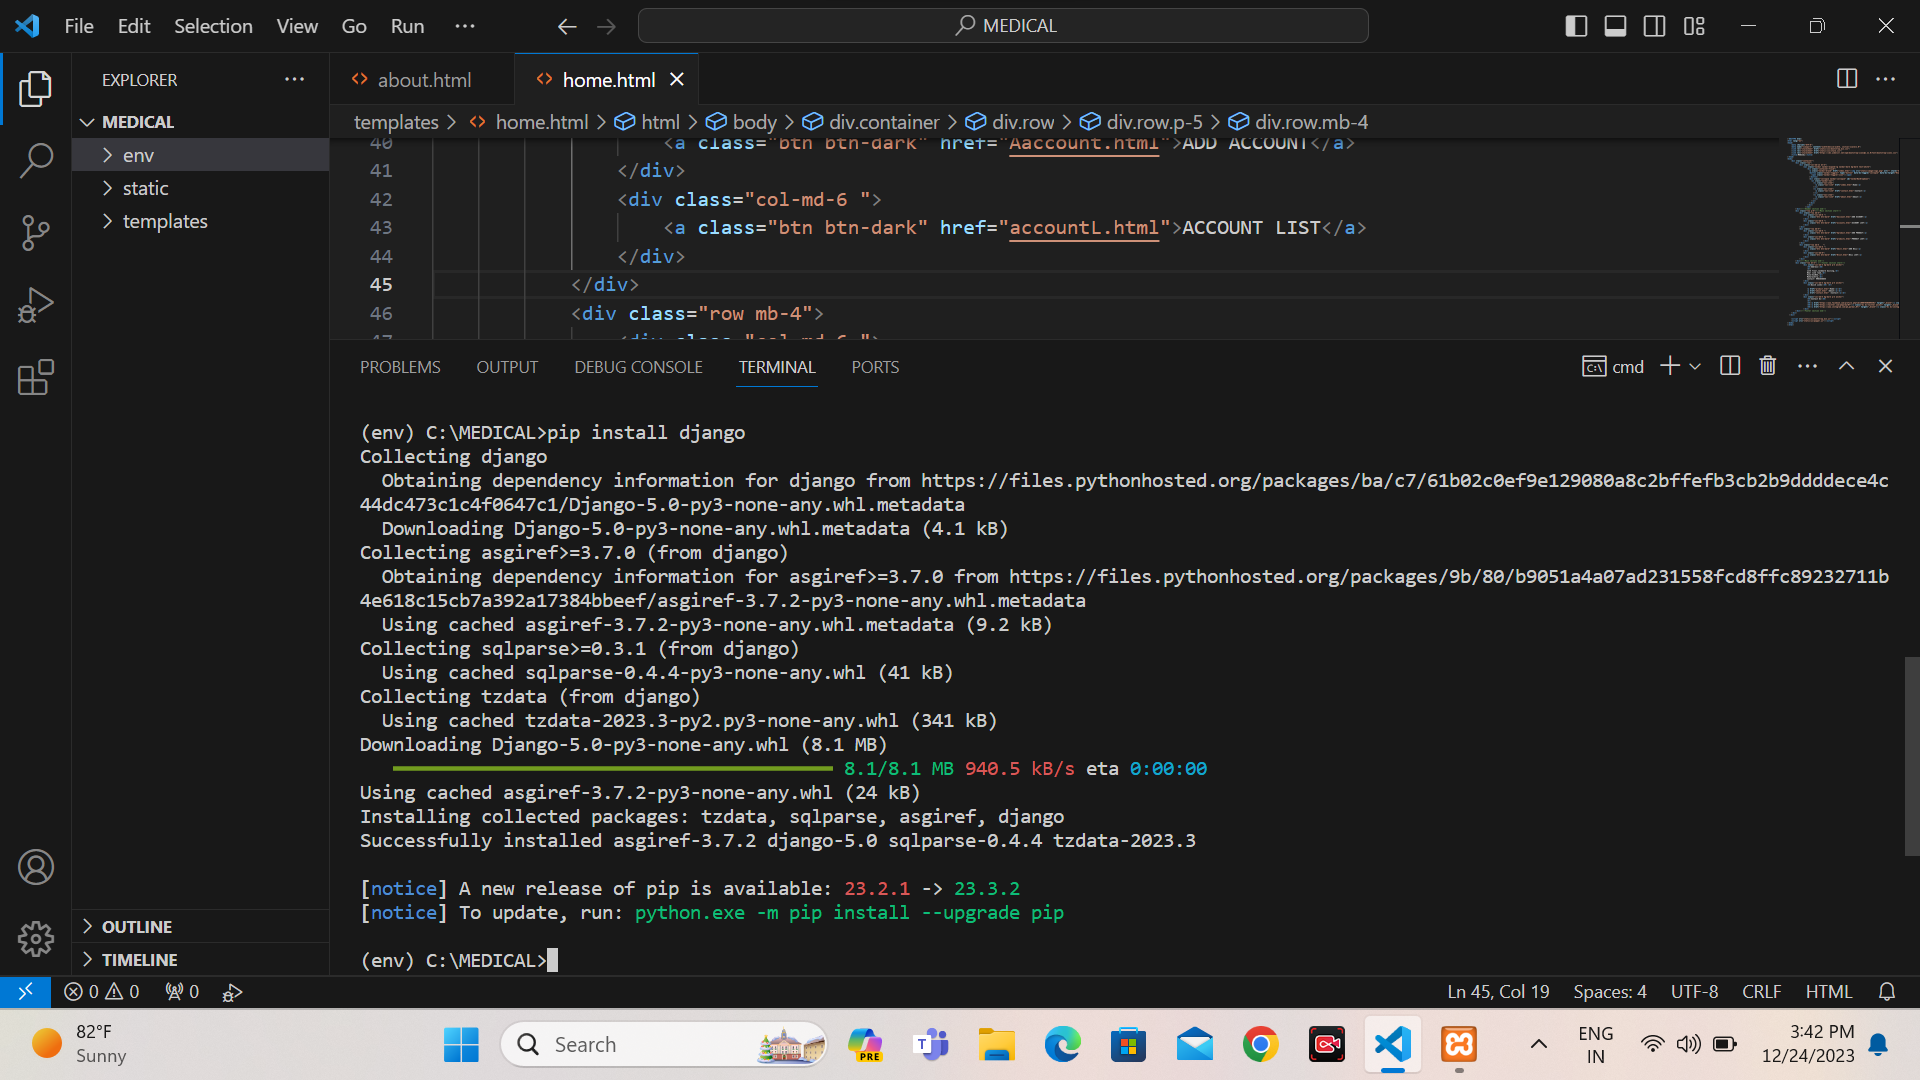 File Edit Selection View Go Run ···
MEDICAL
EXPLORER ···
about.html
home.html
templates > home.html > html > body > div.container > div.row > div.row.p-5 > div.row.mb-4
MEDICAL
env
static
templates
40 <a class="btn btn-dark" href="Aaccount.html">ADD ACCOUNT</a>
41 </div>
42 <div class="col-md-6 ">
43 <a class="btn btn-dark" href="accountL.html">ACCOUNT LIST</a>
44 </div>
45 </div>
46 <div class="row mb-4">
47 <div class="col-md-6 ">
PROBLEMS OUTPUT DEBUG CONSOLE TERMINAL PORTS
cmd
(env) C:\MEDICAL>pip install django
Collecting django
Obtaining dependency information for django from https://files.pythonhosted.org/packages/ba/c7/61b02c0ef9e129080a8c2bffefb3cb2b9ddddece4c
44dc473c1c4f0647c1/Django-5.0-py3-none-any.whl.metadata
Downloading Django-5.0-py3-none-any.whl.metadata (4.1 kB)
Collecting asgiref>=3.7.0 (from django)
Obtaining dependency information for asgiref>=3.7.0 from https://files.pythonhosted.org/packages/9b/80/b9051a4a07ad231558fcd8ffc89232711b
4e618c15cb7a392a17384bbeef/asgiref-3.7.2-py3-none-any.whl.metadata
Using cached asgiref-3.7.2-py3-none-any.whl.metadata (9.2 kB)
Collecting sqlparse>=0.3.1 (from django)
Using cached sqlparse-0.4.4-py3-none-any.whl (41 kB)
Collecting tzdata (from django)
Using cached tzdata-2023.3-py2.py3-none-any.whl (341 kB)
Downloading Django-5.0-py3-none-any.whl (8.1 MB)
8.1/8.1 MB 940.5 kB/s eta 0:00:00
Using cached asgiref-3.7.2-py3-none-any.whl (24 kB)
Installing collected packages: tzdata, sqlparse, asgiref, django
Successfully installed asgiref-3.7.2 django-5.0 sqlparse-0.4.4 tzdata-2023.3
[notice] A new release of pip is available: 23.2.1 -> 23.3.2
[notice] To update, run: python.exe -m pip install --upgrade pip
(env) C:\MEDICAL>
OUTLINE
TIMELINE
0 0 0
Ln 45, Col 19 Spaces: 4 UTF-8 CRLF HTML
82°F
Sunny
Search
PRE
ENG
IN
3:42 PM
12/24/2023